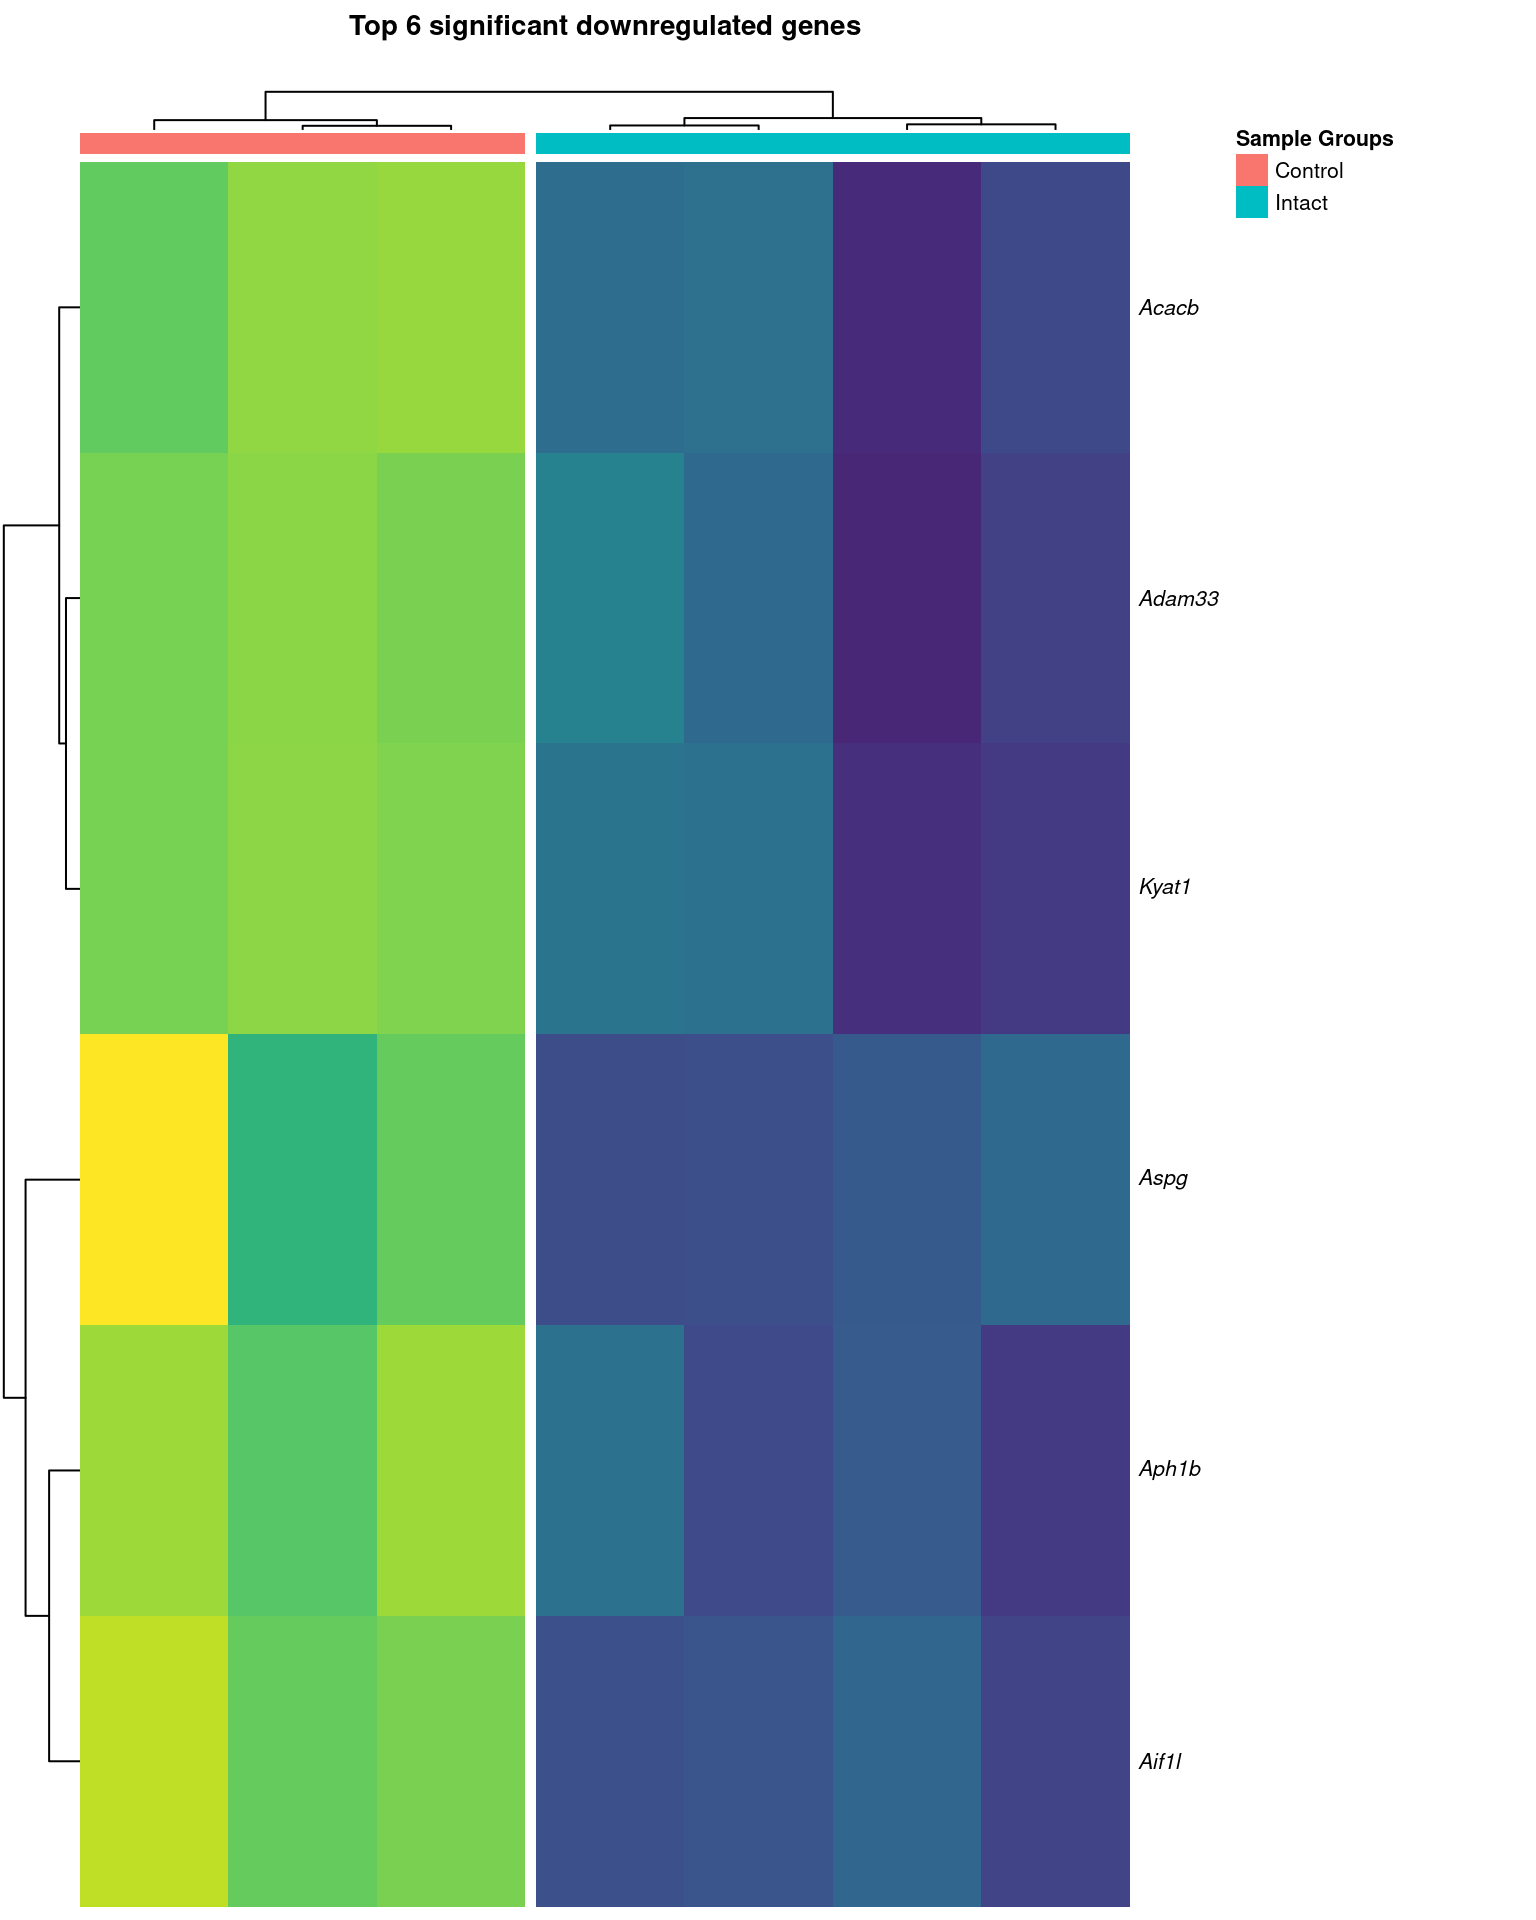 Top 6 significant downregulated genes
Sample Groups
Control
Intact
Acacb
Adam33
Kyat1
Aspg
Aph1b
Aif1l